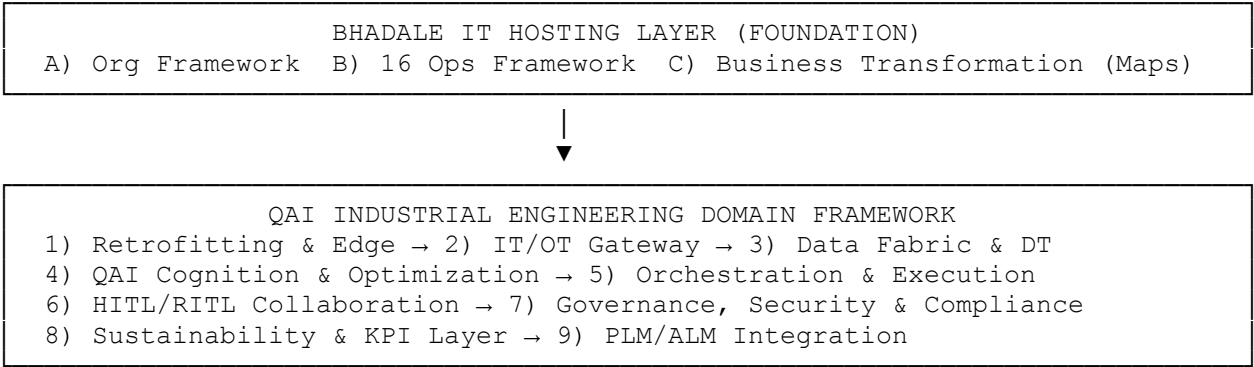 BHADALE IT HOSTING LAYER (FOUNDATION)
A) Org Framework B) 16 Ops Framework C) Business Transformation (Maps)
QAI INDUSTRIAL ENGINEERING DOMAIN FRAMEWORK
1) Retrofitting & Edge → 2) IT/OT Gateway → 3) Data Fabric & DT
4) QAI Cognition & Optimization → 5) Orchestration & Execution
6) HITL/RITL Collaboration → 7) Governance, Security & Compliance
8) Sustainability & KPI Layer → 9) PLM/ALM Integration